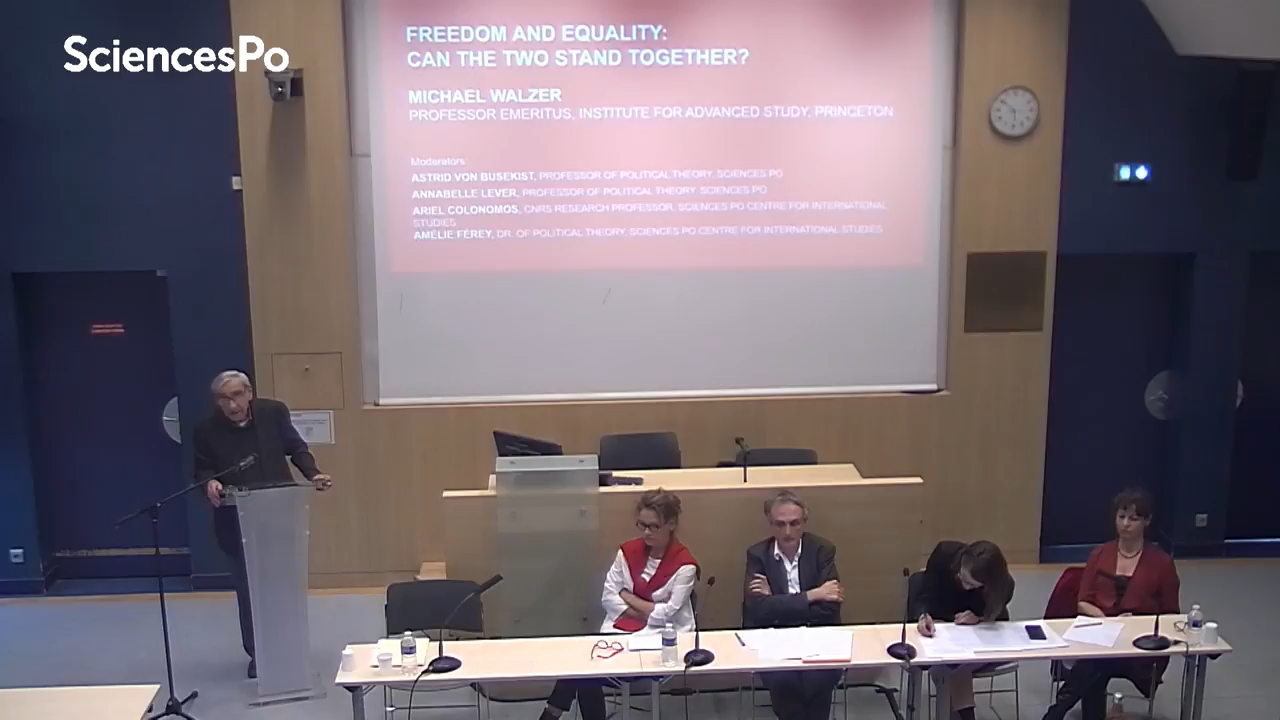 SciencesPo
FREEDOM AND EQUALITY:
CAN THE TWO STAND TOGETHER?
MICHAEL WALZER
PROFESSOR EMERITUS, INSTITUTE FOR ADVANCED STUDY, PRINCETON
Moderators:
ASTRID VON BUSEKIST, PROFESSOR OF POLITICAL THEORY, SCIENCES PO
ANNABELLE LEVER, PROFESSOR OF POLITICAL THEORY, SCIENCES PO
ARIEL COLONOMOS, CNRS RESEARCH PROFESSOR, SCIENCES PO CENTRE FOR INTERNATIONAL
STUDIES
AMÉLIE FÉREY, DR. OF POLITICAL THEORY, SCIENCES PO CENTRE FOR INTERNATIONAL STUDIES